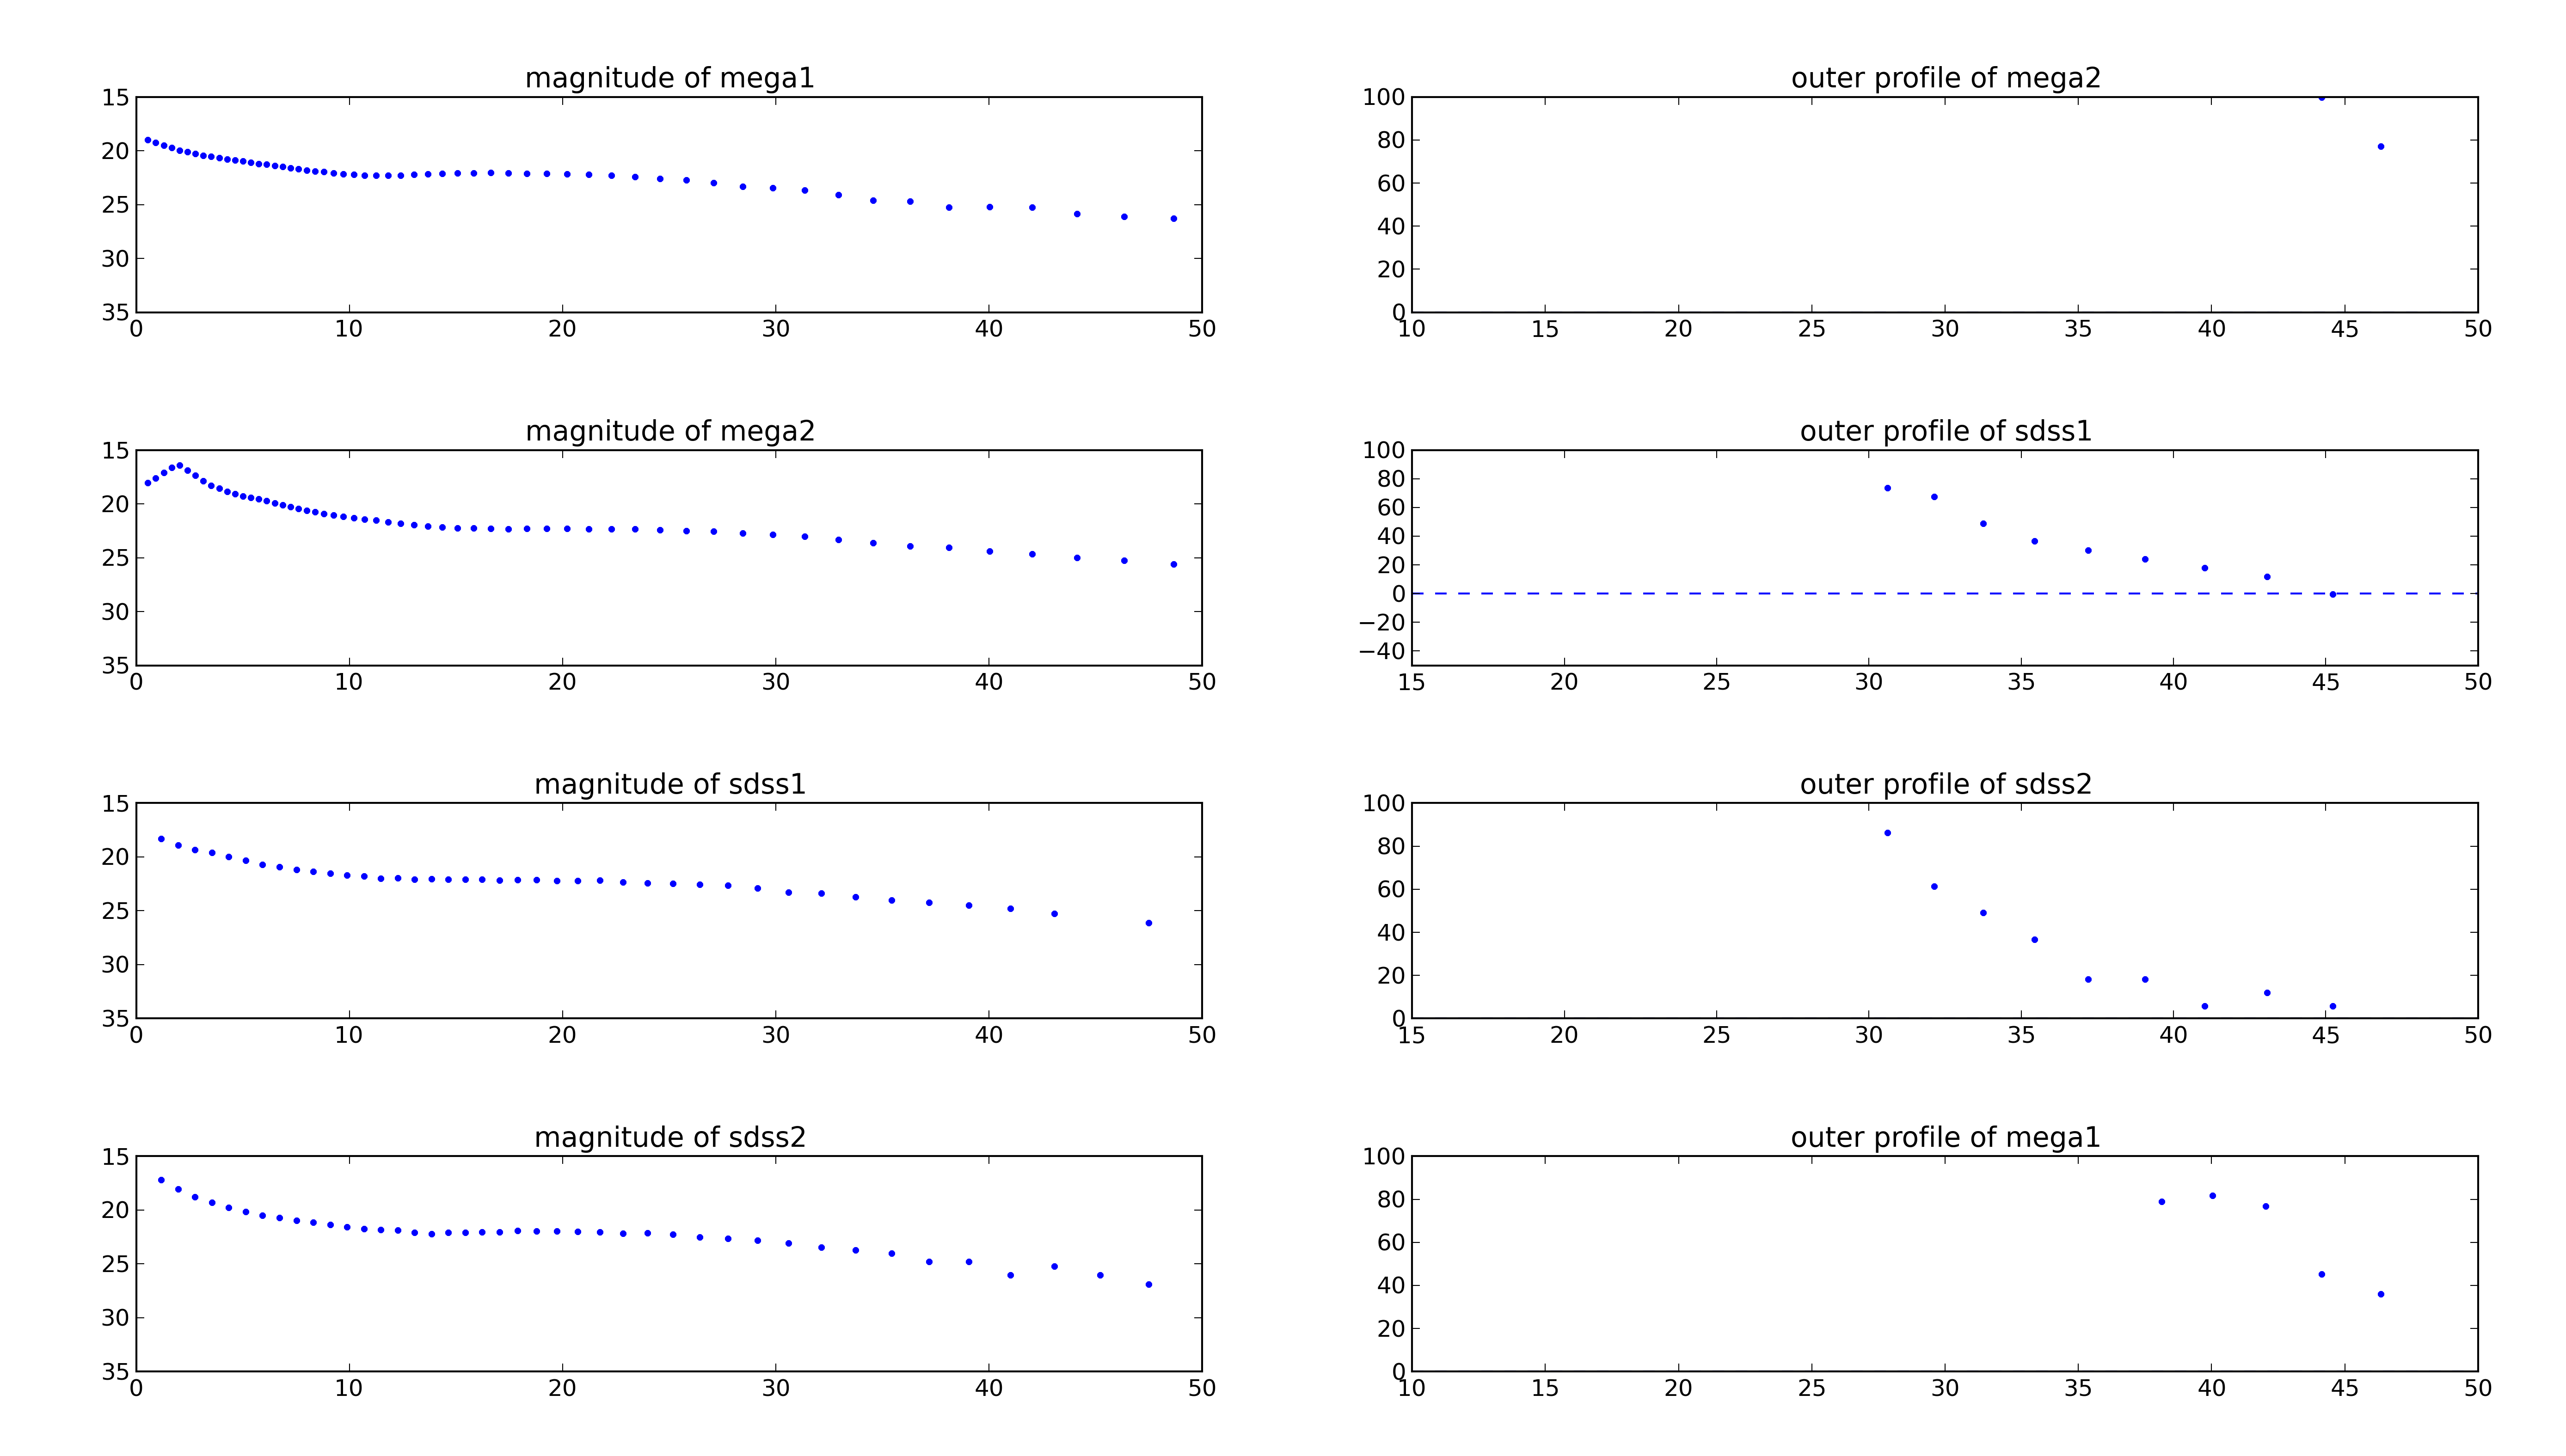 magnitude of mega1
15
20
25
30
35
0 10 20 30 40 50
outer profile of mega2
100
80
60
40
20
0
10 15 20 25 30 35 40 45 50
magnitude of mega2
15
20
25
30
35
0 10 20 30 40 50
outer profile of sdss1
100
80
60
40
20
0
−20
−40
15 20 25 30 35 40 45 50
magnitude of sdss1
15
20
25
30
35
0 10 20 30 40 50
outer profile of sdss2
100
80
60
40
20
0
15 20 25 30 35 40 45 50
magnitude of sdss2
15
20
25
30
35
0 10 20 30 40 50
outer profile of mega1
100
80
60
40
20
0
10 15 20 25 30 35 40 45 50